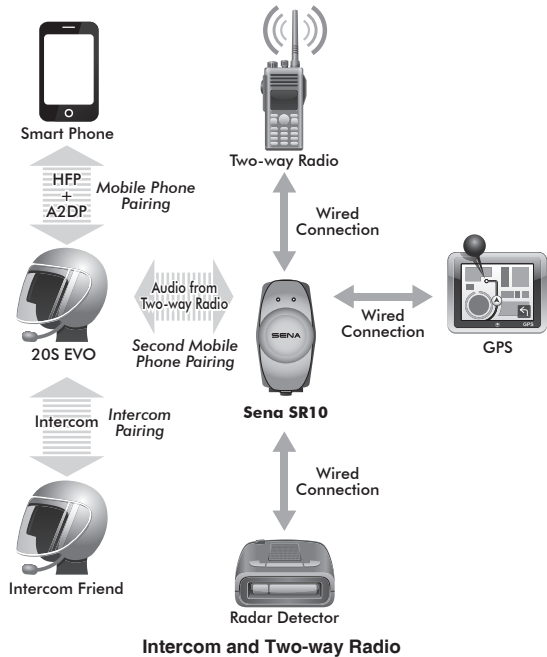 Smart Phone
Two-way Radio
HFP
+
A2DP
Mobile Phone
Pairing
Wired
Connection
Audio from
Two-way Radio
20S EVO
Second Mobile
Phone Pairing
SENA
Sena SR10
Wired
Connection
GPS
GPS
Intercom
Intercom
Pairing
Wired
Connection
Intercom Friend
Radar Detector
Intercom and Two-way Radio